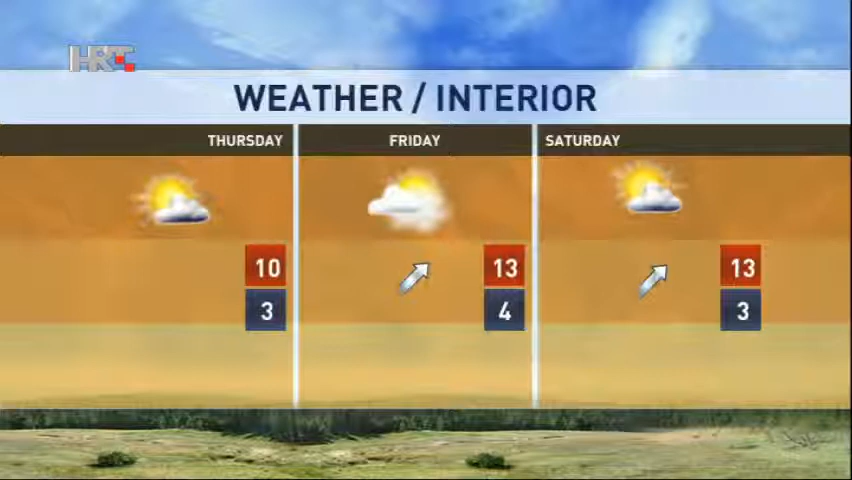 HRT
WEATHER / INTERIOR
THURSDAY FRIDAY SATURDAY
10 13 13
3 4 3